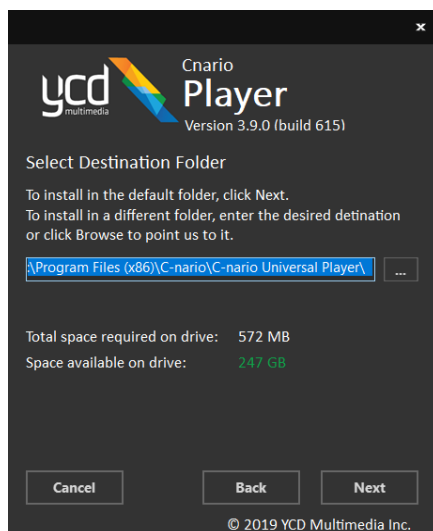 x
ycd
multimedia
Cnario
Player
Version 3.9.0 (build 615)
Select Destination Folder
To install in the default folder, click Next.
To install in a different folder, enter the desired detination
or click Browse to point us to it.
:\Program Files (x86)\C-nario\C-nario Universal Player\ ...
Total space required on drive: 572 MB
Space available on drive: 247 GB
Cancel Back Next
© 2019 YCD Multimedia Inc.